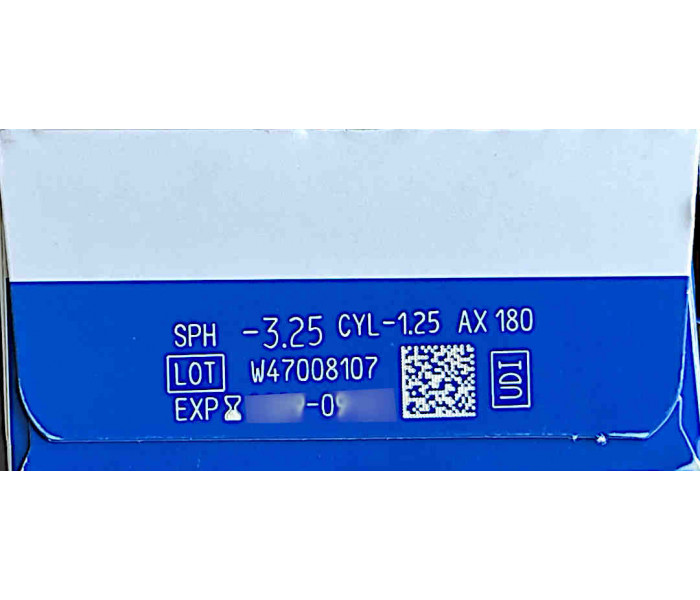 SPH -3.25 CYL-1.25 AX 180
LOT W47008107 UDI
EXP -0